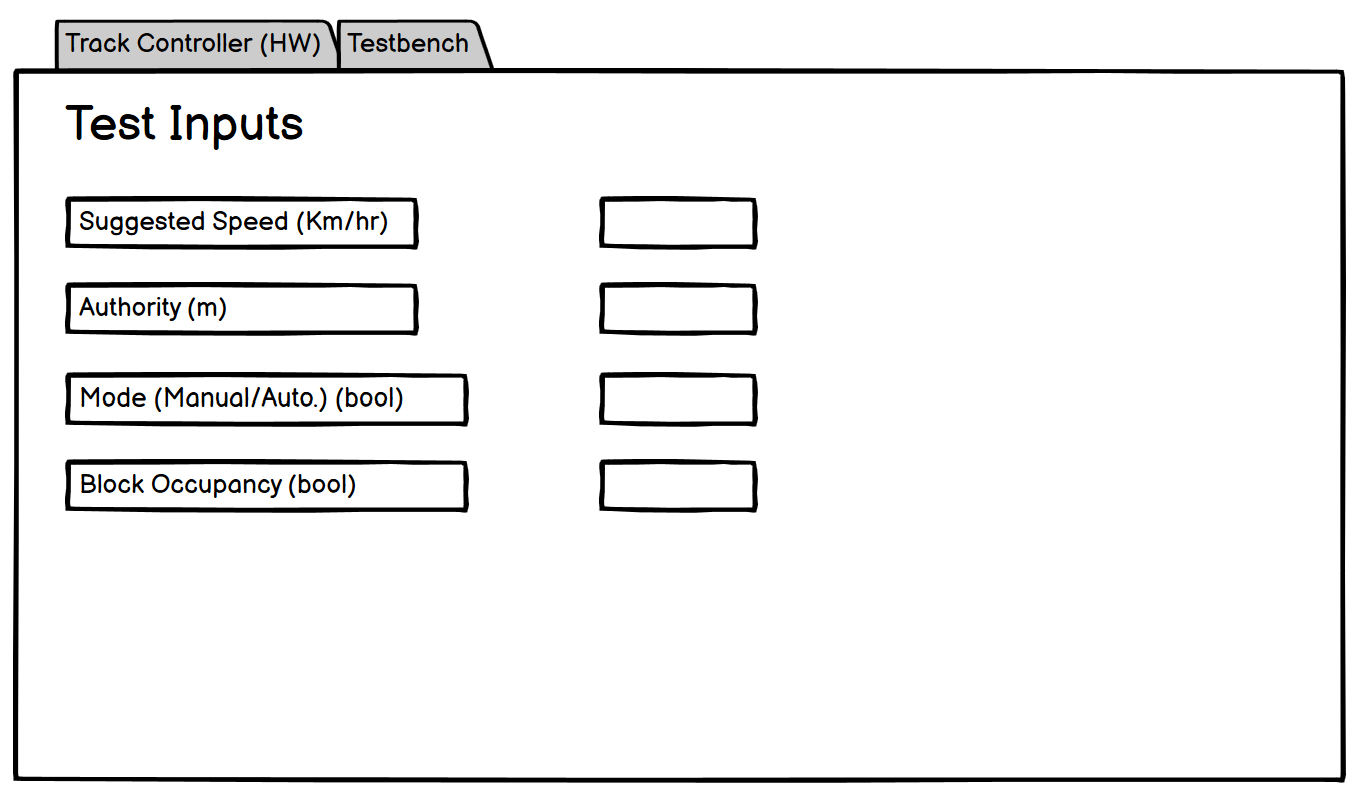 Track Controller (HW) Testbench
Test Inputs
Suggested Speed (Km/hr)
Authority (m)
Mode (Manual/Auto.) (bool)
Block Occupancy (bool)